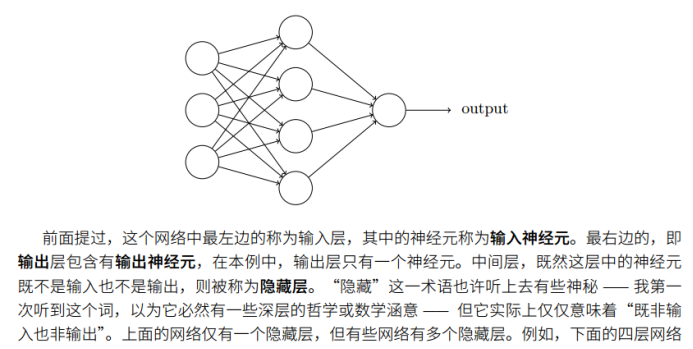 output
前面提过，这个网络中最左边的称为输入层，其中的神经元称为输入神经元。最右边的，即
输出层包含有输出神经元，在本例中，输出层只有一个神经元。中间层，既然这层中的神经元
既不是输入也不是输出，则被称为隐藏层。“隐藏”这一术语也许听上去有些神秘 —— 我第一
次听到这个词，以为它必然有一些深层的哲学或数学涵意 —— 但它实际上仅仅意味着“既非输
入也非输出”。上面的网络仅有一个隐藏层，但有些网络有多个隐藏层。例如，下面的四层网络